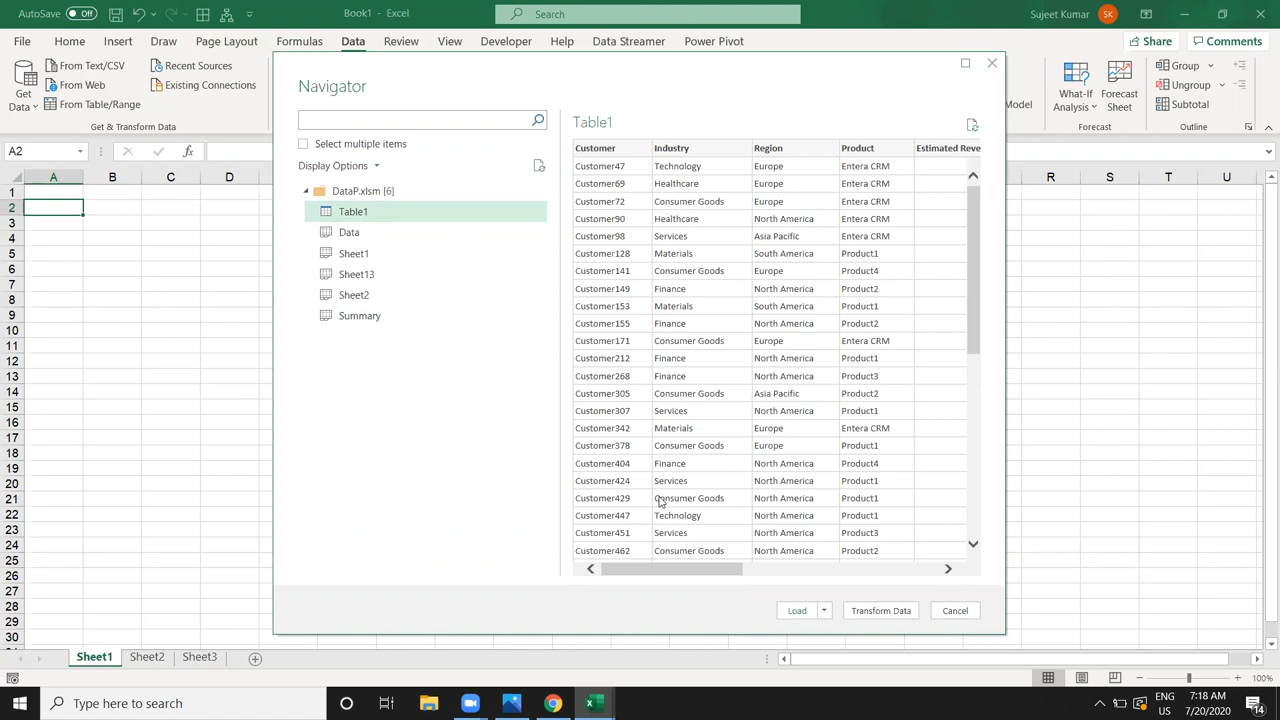 AutoSave Off Book1 - Excel Search Sujeet Kumar SK
File Home Insert Draw Page Layout Formulas Data Review View Developer Help Data Streamer Power Pivot Share Comments
Get Data
From Text/CSV
From Web
From Table/Range
Recent Sources
Existing Connections
Get & Transform Data
Model
What-If Analysis
Forecast Sheet
Forecast
Group
Ungroup
Subtotal
Outline
A2 fx
A B C D R S T U
Navigator
Select multiple items
Display Options
DataP.xlsm [6]
Table1
Data
Sheet1
Sheet13
Sheet2
Summary
Table1
Customer Industry Region Product Estimated Reve
Customer47 Technology Europe Entera CRM
Customer69 Healthcare Europe Entera CRM
Customer72 Consumer Goods Europe Entera CRM
Customer90 Healthcare North America Entera CRM
Customer98 Services Asia Pacific Entera CRM
Customer128 Materials South America Product1
Customer141 Consumer Goods Europe Product4
Customer149 Finance North America Product2
Customer153 Materials South America Product1
Customer155 Finance North America Product2
Customer171 Consumer Goods Europe Entera CRM
Customer212 Finance North America Product1
Customer268 Finance North America Product3
Customer305 Consumer Goods Asia Pacific Product1
Customer307 Services North America Product1
Customer342 Materials Europe Entera CRM
Customer378 Consumer Goods Europe Product1
Customer404 Finance North America Product4
Customer424 Services North America Product1
Customer429 Consumer Goods North America Product1
Customer447 Technology North America Product1
Customer451 Services North America Product3
Customer462 Consumer Goods North America Product2
Load Transform Data Cancel
1
2
3
4
5
6
7
8
9
10
11
12
13
14
15
16
17
18
19
20
21
22
23
24
25
26
27
28
29
30
Sheet1 Sheet2 Sheet3
100%
Type here to search
ENG US
7:18 AM
7/20/2020